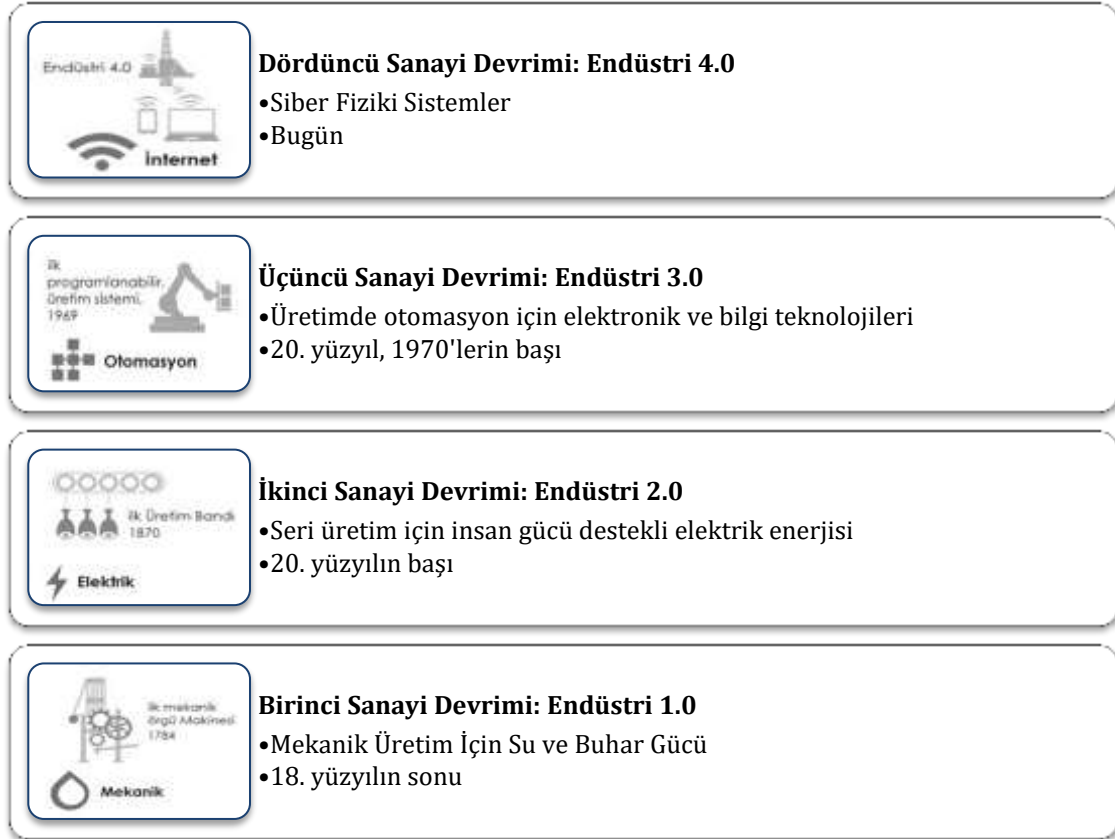 Endüstri 4.0
İnternet
Dördüncü Sanayi Devrimi: Endüstri 4.0
•Siber Fiziki Sistemler
•Bugün
ilk
programlanabilir,
üretim sistemi,
1969
Otomasyon
Üçüncü Sanayi Devrimi: Endüstri 3.0
•Üretimde otomasyon için elektronik ve bilgi teknolojileri
•20. yüzyıl, 1970'lerin başı
ilk Üretim Bandı
1870
Elektrik
İkinci Sanayi Devrimi: Endüstri 2.0
•Seri üretim için insan gücü destekli elektrik enerjisi
•20. yüzyılın başı
ilk mekanik
örgü Makinesi
1784
Mekanik
Birinci Sanayi Devrimi: Endüstri 1.0
•Mekanik Üretim İçin Su ve Buhar Gücü
•18. yüzyılın sonu